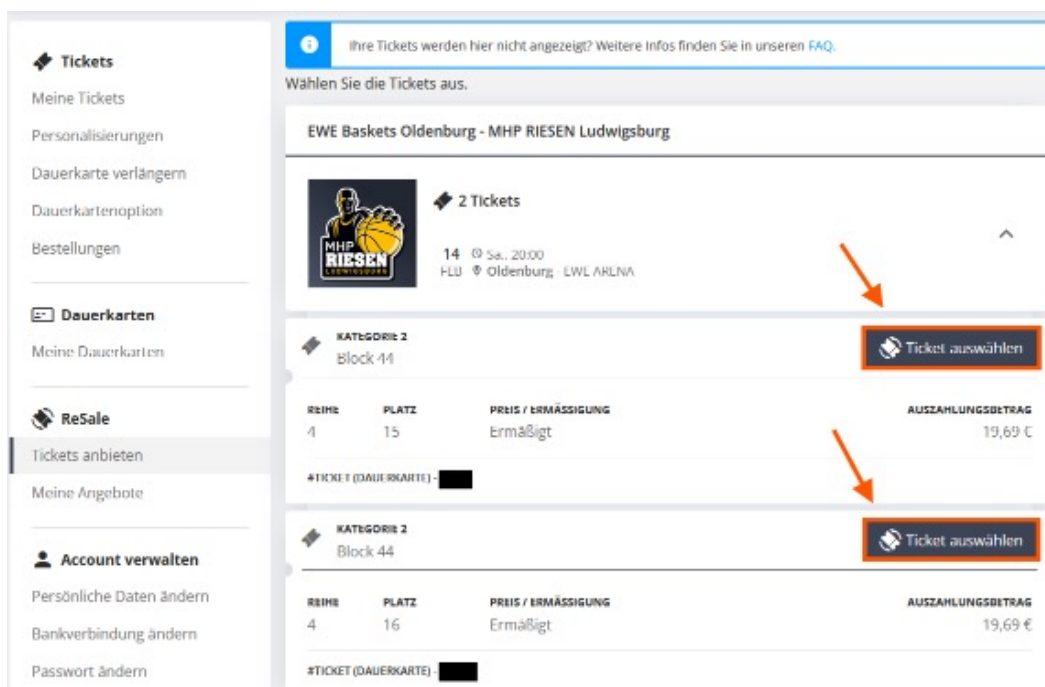 Tickets
Meine Tickets
Personalisierungen
Dauerkarte verlängern
Dauerkartenoption
Bestellungen
Dauerkarten
Meine Dauerkarten
ReSale
Tickets anbieten
Meine Angebote
Account verwalten
Persönliche Daten ändern
Bankverbindung ändern
Passwort ändern
Ihre Tickets werden hier nicht angezeigt? Weitere Infos finden Sie in unseren FAQ.
Wählen Sie die Tickets aus.
EWE Baskets Oldenburg - MHP RIESEN Ludwigsburg
MHP
RIESEN
LUDWIGSBURG
2 Tickets
14 Sa., 20:00
FEB Oldenburg - EWE ARENA
KATEGORIE 2
Block 44
Ticket auswählen
REIHE PLATZ PREIS / ERMÄSSIGUNG AUSZAHLUNGSBETRAG
4 15 Ermäßigt 19,69 €
#TICKET (DAUERKARTE) -
KATEGORIE 2
Block 44
Ticket auswählen
REIHE PLATZ PREIS / ERMÄSSIGUNG AUSZAHLUNGSBETRAG
4 16 Ermäßigt 19,69 €
#TICKET (DAUERKARTE) -